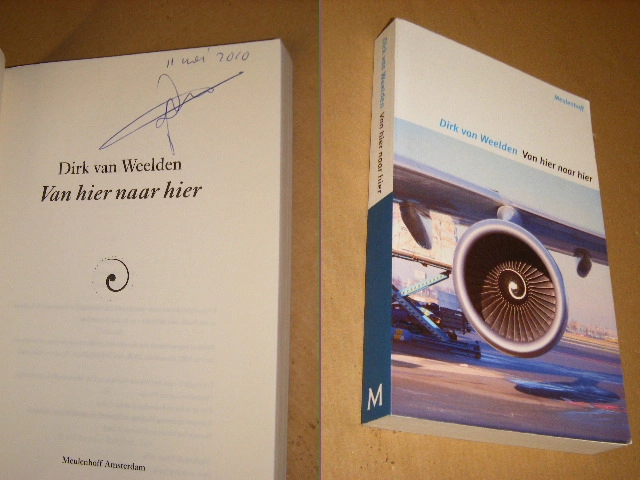 11 mei 2010
Dirk van Weelden
Van hier naar hier
Meulenhoff Amsterdam
Dirk van Weelden Van hier naar hier
M
Meulenhoff
Dirk van Weelden Van hier naar hier